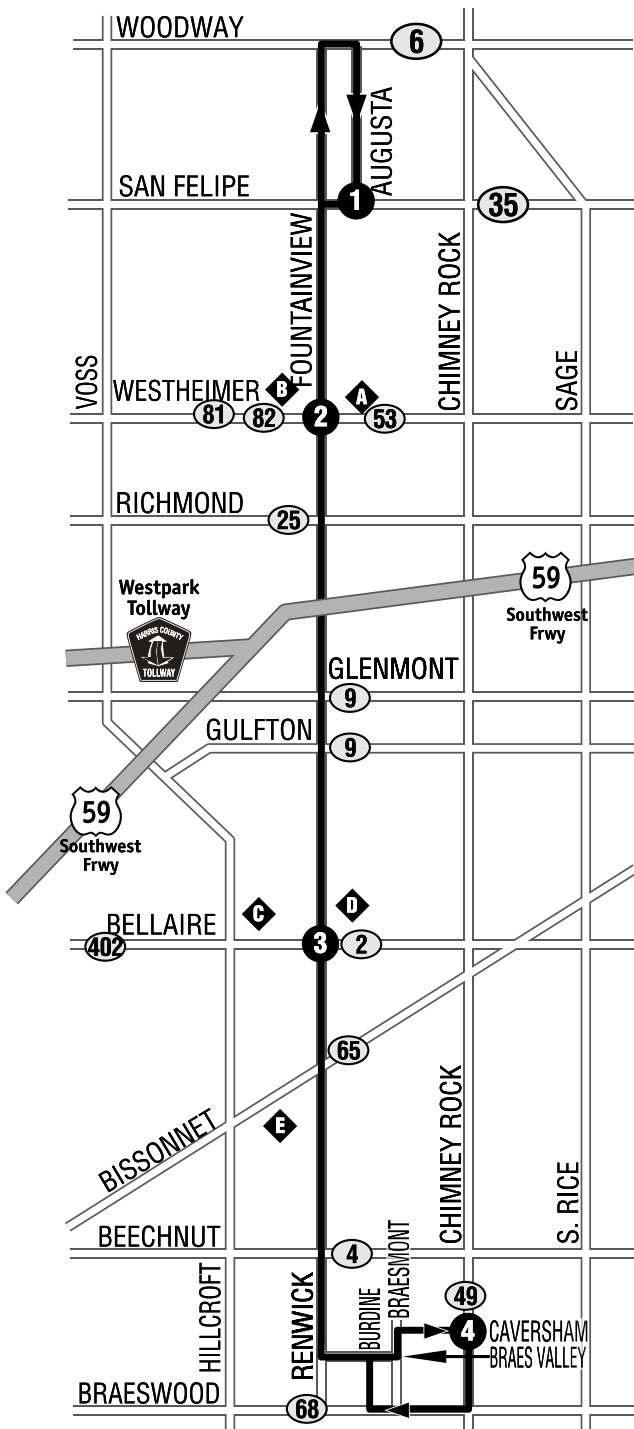 WOODWAY
6
AUGUSTA
SAN FELIPE
1
35
FOUNTAINVIEW
CHIMNEY ROCK
VOSS
SAGE
WESTHEIMER
B
A
81
82
2
53
RICHMOND
25
59
Southwest
Frwy
Westpark
Tollway
HARRIS COUNTY
TOLLWAY
GLENMONT
9
GULFTON
9
59
Southwest
Frwy
C
D
BELLAIRE
402
3
2
65
E
BISSONNET
CHIMNEY ROCK
S. RICE
BEECHNUT
4
HILLCROFT
RENWICK
BURDINE
BRAESMONT
49
4
CAVERSHAM
BRAES VALLEY
BRAESWOOD
68